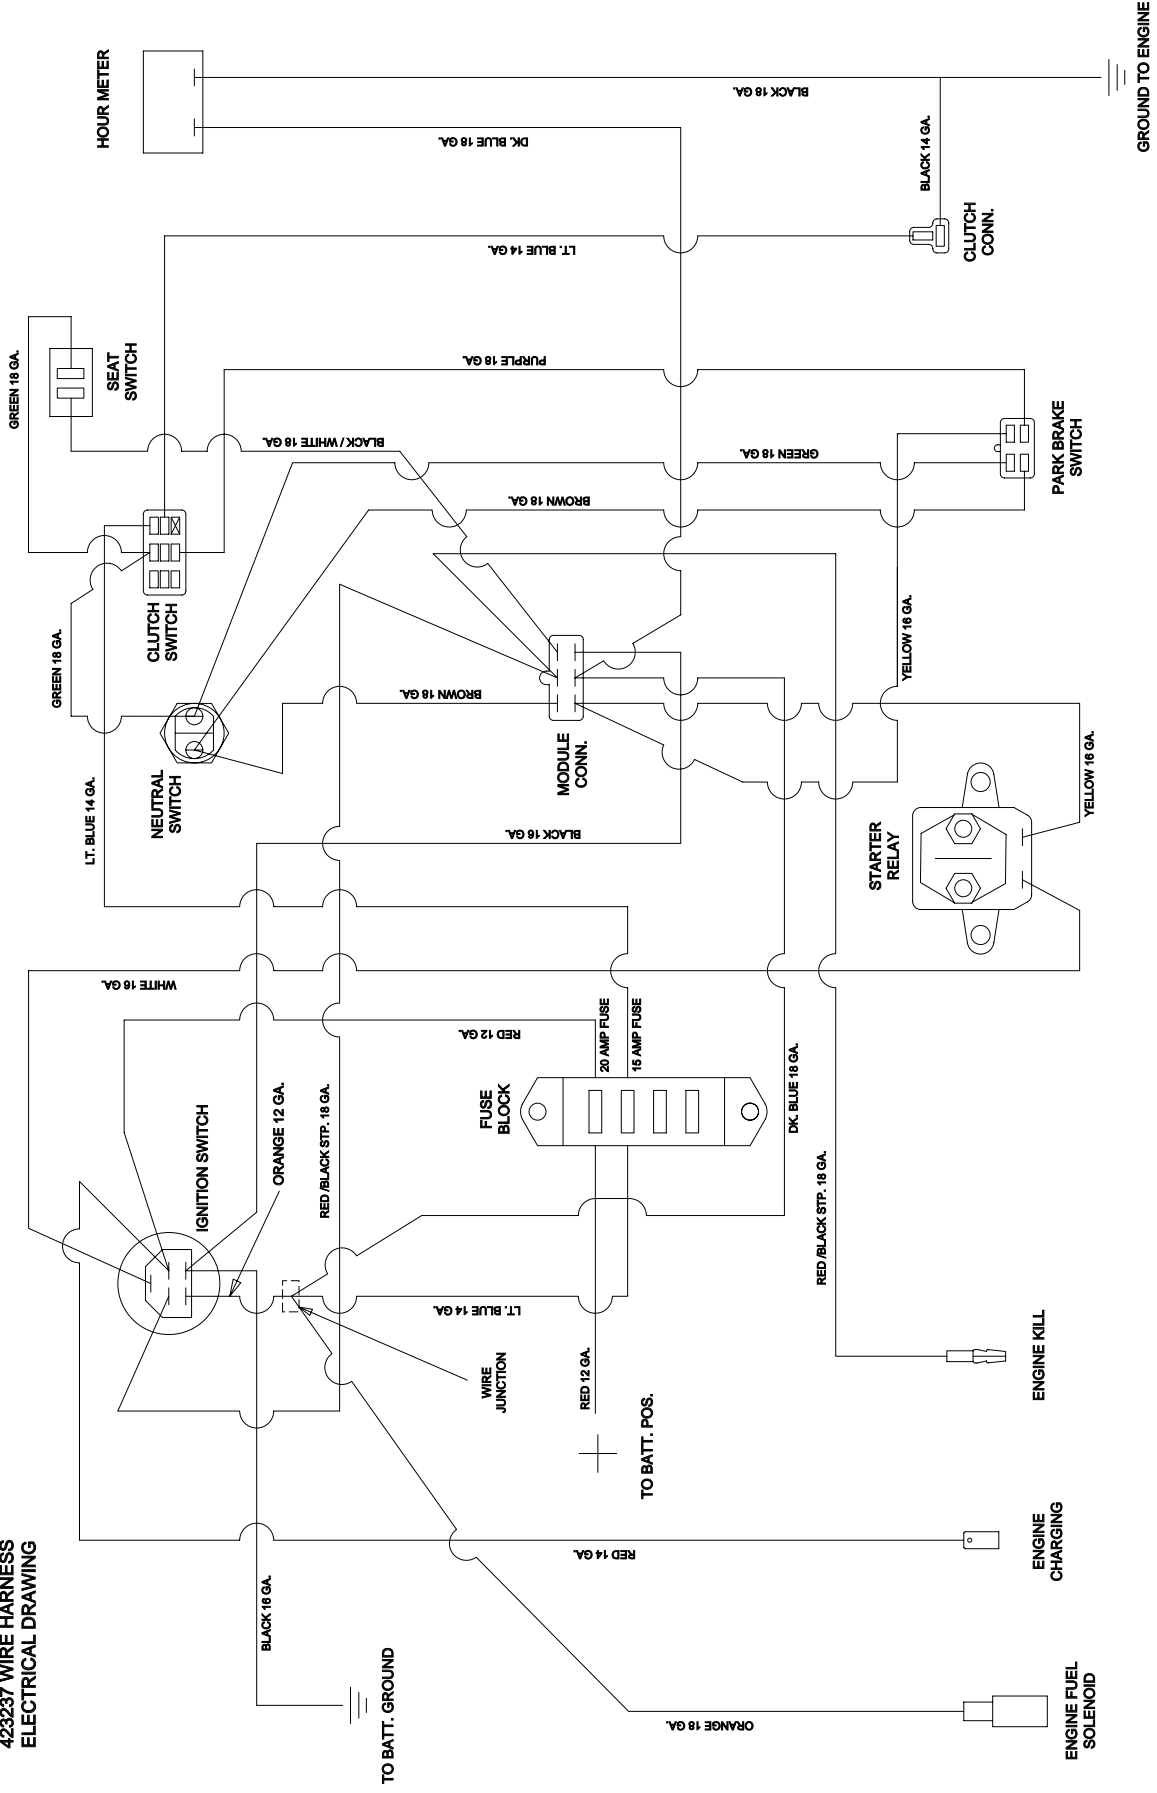 423237 WIRE HARNESS
ELECTRICAL DRAWING
HOUR METER
BLACK 18 GA.
GROUND TO ENGINE
DK. BLUE 18 GA.
BLACK 14 GA.
CLUTCH
CONN.
LT. BLUE 14 GA.
GREEN 18 GA.
SEAT
SWITCH
PURPLE 18 GA.
BLACK / WHITE 18 GA.
GREEN 18 GA.
PARK BRAKE
SWITCH
BROWN 18 GA.
CLUTCH
SWITCH
GREEN 18 GA.
YELLOW 16 GA.
BROWN 18 GA.
MODULE
CONN.
NEUTRAL
SWITCH
LT. BLUE 14 GA.
BLACK 16 GA.
STARTER
RELAY
YELLOW 16 GA.
WHITE 16 GA.
RED 12 GA.
20 AMP FUSE
15 AMP FUSE
FUSE
BLOCK
DK. BLUE 18 GA.
IGNITION SWITCH
ORANGE 12 GA.
RED /BLACK STP. 18 GA.
RED /BLACK STP. 18 GA.
LT. BLUE 14 GA.
WIRE
JUNCTION
RED 12 GA.
TO BATT. POS.
ENGINE KILL
RED 14 GA.
ENGINE
CHARGING
BLACK 16 GA.
TO BATT. GROUND
ORANGE 18 GA.
ENGINE FUEL
SOLENOID